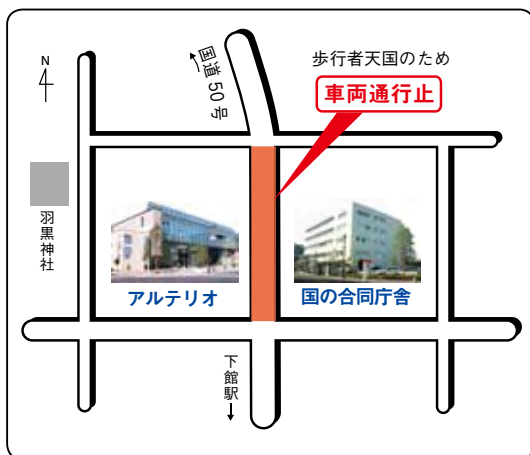 N
国道50号
歩行者天国のため
車両通行止
羽黒神社
アルテリオ
国の合同庁舎
下館駅